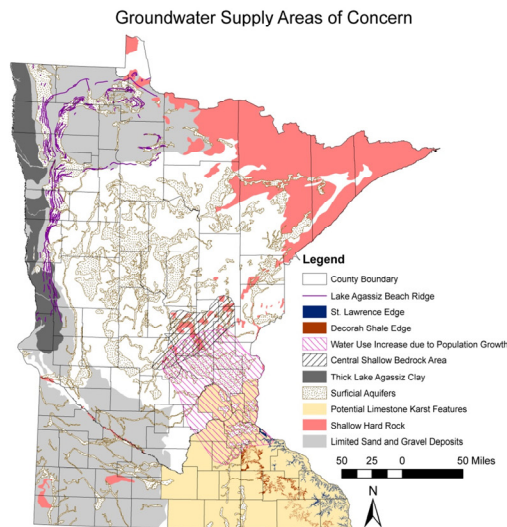 Groundwater Supply Areas of Concern
Legend
County Boundary
Lake Agassiz Beach Ridge
St. Lawrence Edge
Decorah Shale Edge
Water Use Increase due to Population Growth
Central Shallow Bedrock Area
Thick Lake Agassiz Clay
Surficial Aquifers
Potential Limestone Karst Features
Shallow Hard Rock
Limited Sand and Gravel Deposits
50 25 0 50 Miles
N